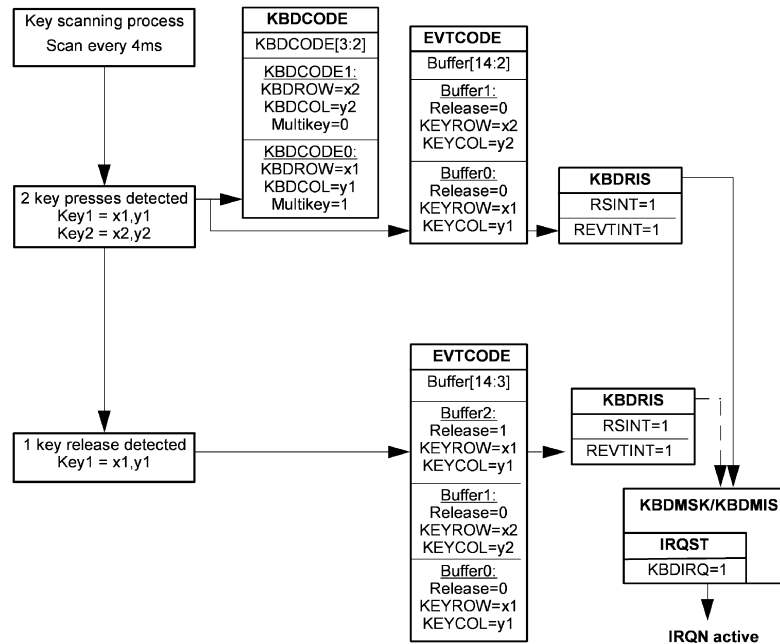 Key scanning process
Scan every 4ms
KBDCODE
KBDCODE[3:2]
KBDCODE1:
KBDROW=x2
KBDCOL=y2
Multikey=0
KBDCODE0:
KBDROW=x1
KBDCOL=y1
Multikey=1
EVTCODE
Buffer[14:2]
Buffer1:
Release=0
KEYROW=x2
KEYCOL=y2
Buffer0:
Release=0
KEYROW=x1
KEYCOL=y1
2 key presses detected
Key1 = x1,y1
Key2 = x2,y2
KBDRIS
RSINT=1
REVTINT=1
1 key release detected
Key1 = x1,y1
EVTCODE
Buffer[14:3]
Buffer2:
Release=1
KEYROW=x1
KEYCOL=y1
Buffer1:
Release=0
KEYROW=x2
KEYCOL=y2
Buffer0:
Release=0
KEYROW=x1
KEYCOL=y1
KBDRIS
RSINT=1
REVTINT=1
KBDMSK/KBDMIS
IRQST
KBDIRQ=1
IRQN active